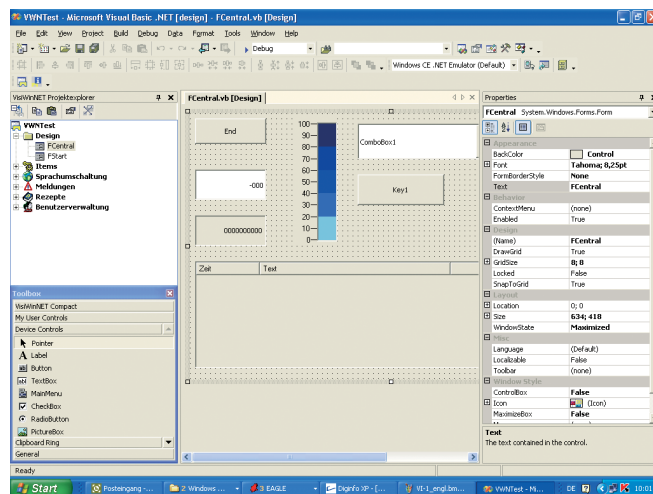 VWNTest - Microsoft Visual Basic .NET [design] - FCentral.vb [Design]
File Edit View Project Build Debug Data Format Tools Window Help
Debug
Windows CE .NET Emulator (Default)
VisiWinNET Projektexplorer
VWNTest
Design
FCentral
FStart
Items
Sprachumschaltung
Meldungen
Rezepte
Benutzerverwaltung
Toolbox
VisiWinNET Compact
My User Controls
Device Controls
Pointer
Label
Button
TextBox
MainMenu
CheckBox
RadioButton
PictureBox
Clipboard Ring
General
FCentral.vb [Design]
End
-000
0000000000
100
90
80
70
60
50
40
30
20
10
0
ComboBox1
Key1
Zeit Text
Properties
FCentral System.Windows.Forms.Form
Appearance
BackColor Control
Font Tahoma; 8,25pt
FormBorderStyle None
Text FCentral
Behavior
ContextMenu (none)
Enabled True
Design
(Name) FCentral
DrawGrid True
GridSize 8; 8
Locked False
SnapToGrid True
Layout
Location 0; 0
Size 634; 418
WindowState Maximized
Misc
Language (Default)
Localizable False
Toolbar (none)
Window Style
ControlBox False
Icon (Icon)
MaximizeBox False
Text
The text contained in the control.
Ready
Start Posteingang -... 2 Windows ... 3 EAGLE Diginfo XP - [... VI-1_engl.bm... VWNTest - Mi... DE 10:01